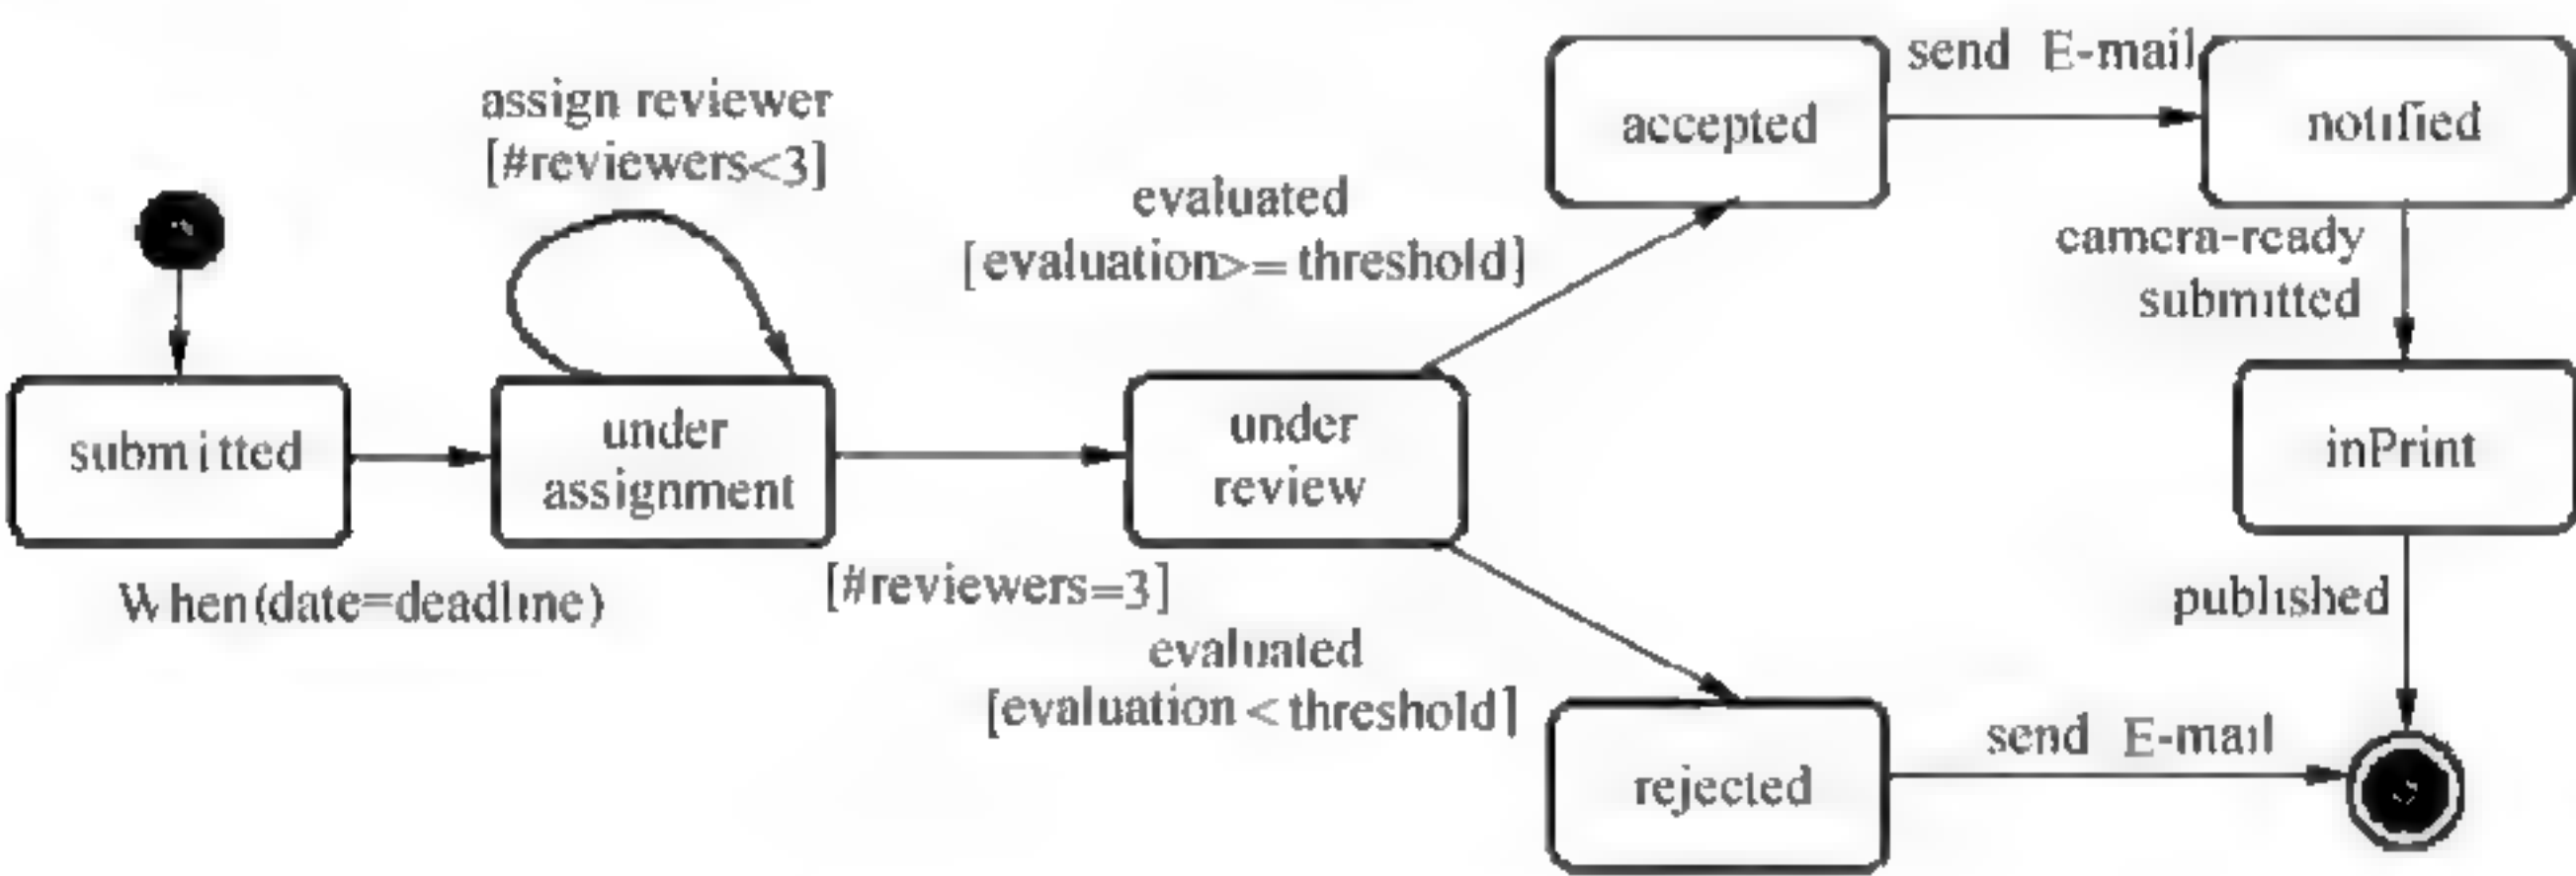 assign reviewer
[#reviewers<3]
submitted
When(date=deadline)
under
assignment
[#reviewers=3]
under
review
evaluated
[evaluation>=threshold]
evaluated
[evaluation<threshold]
accepted
send E-mail
notified
camera-ready
submitted
inPrint
published
rejected
send E-mail